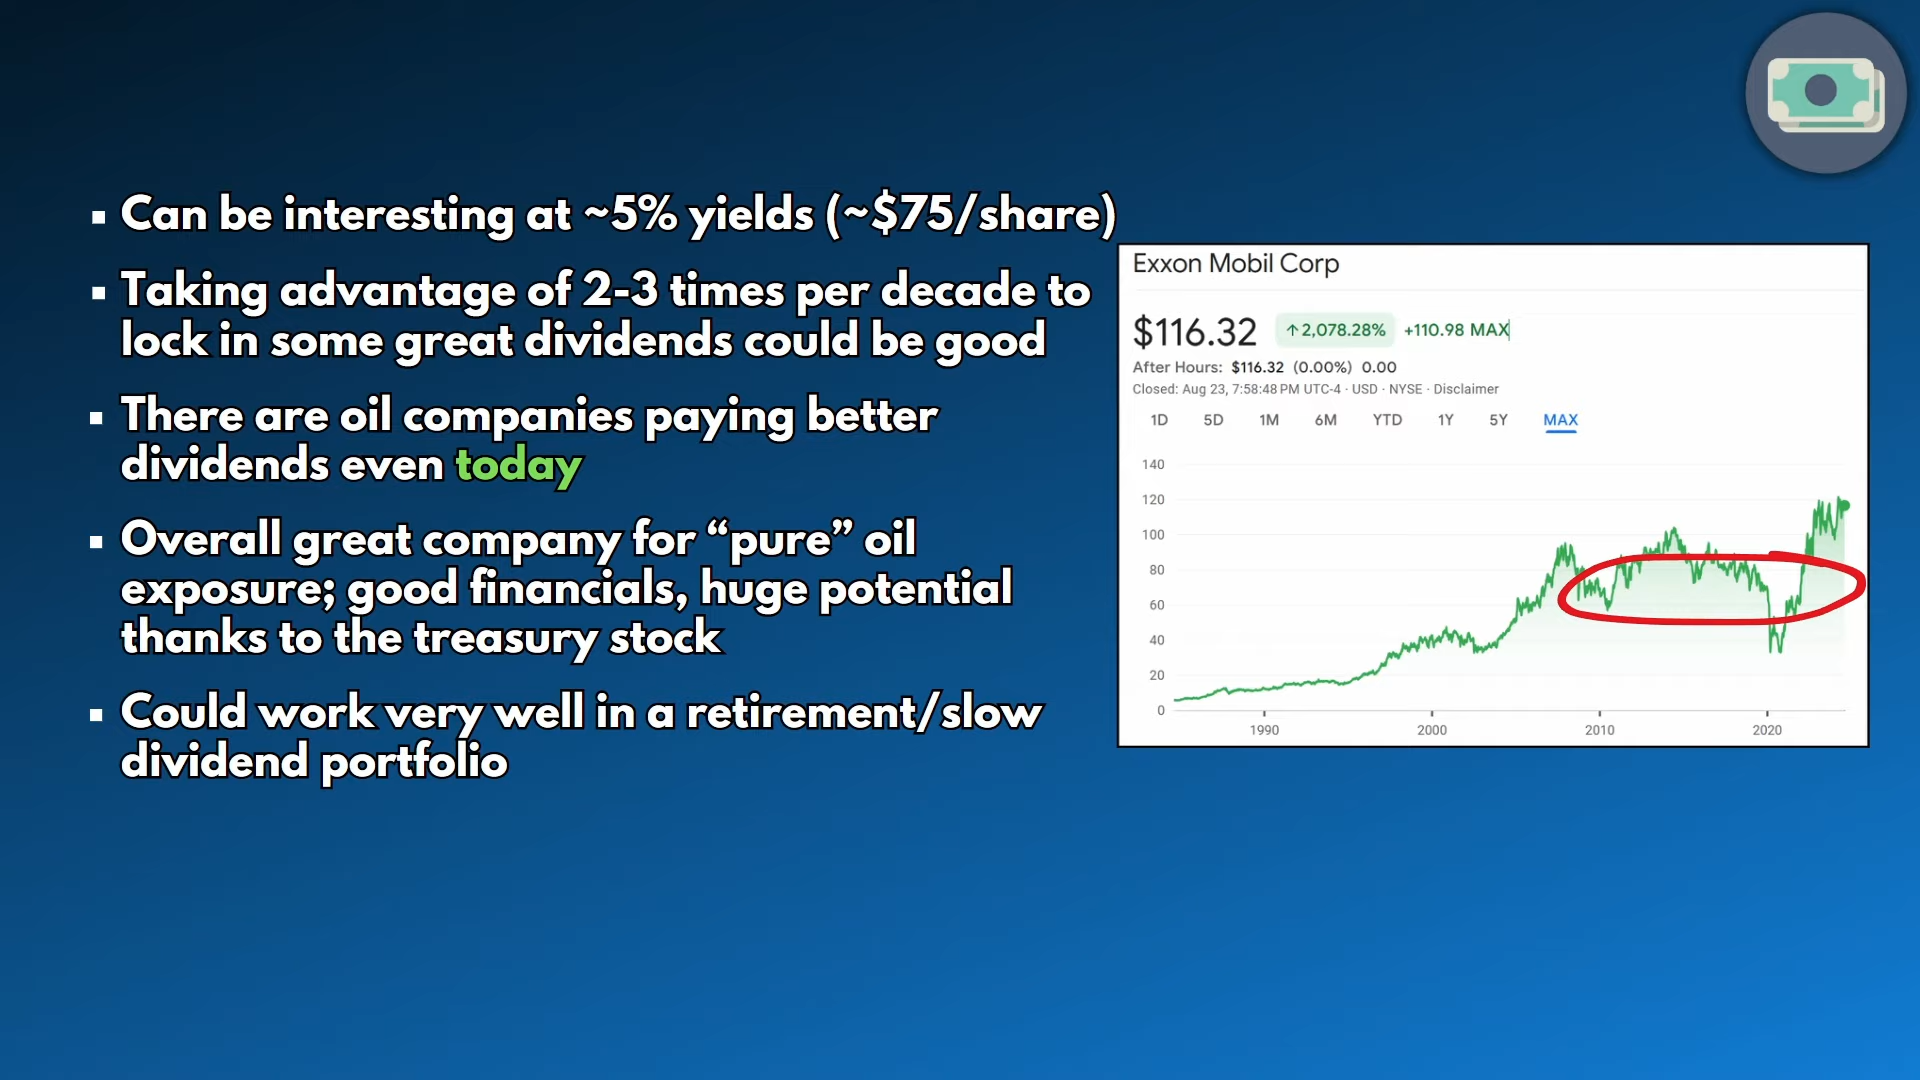 Can be interesting at ~5% yields (~$75/share)
Taking advantage of 2-3 times per decade to
lock in some great dividends could be good
There are oil companies paying better
dividends even today
Overall great company for “pure” oil
exposure; good financials, huge potential
thanks to the treasury stock
Could work very well in a retirement/slow
dividend portfolio
Exxon Mobil Corp
$116.32 ↑2,078.28% +110.98 MAX
After Hours: $116.32 (0.00%) 0.00
Closed: Aug 23, 7:58:48 PM UTC-4 · USD · NYSE · Disclaimer
1D 5D 1M 6M YTD 1Y 5Y MAX
140
120
100
80
60
40
20
0
1990 2000 2010 2020